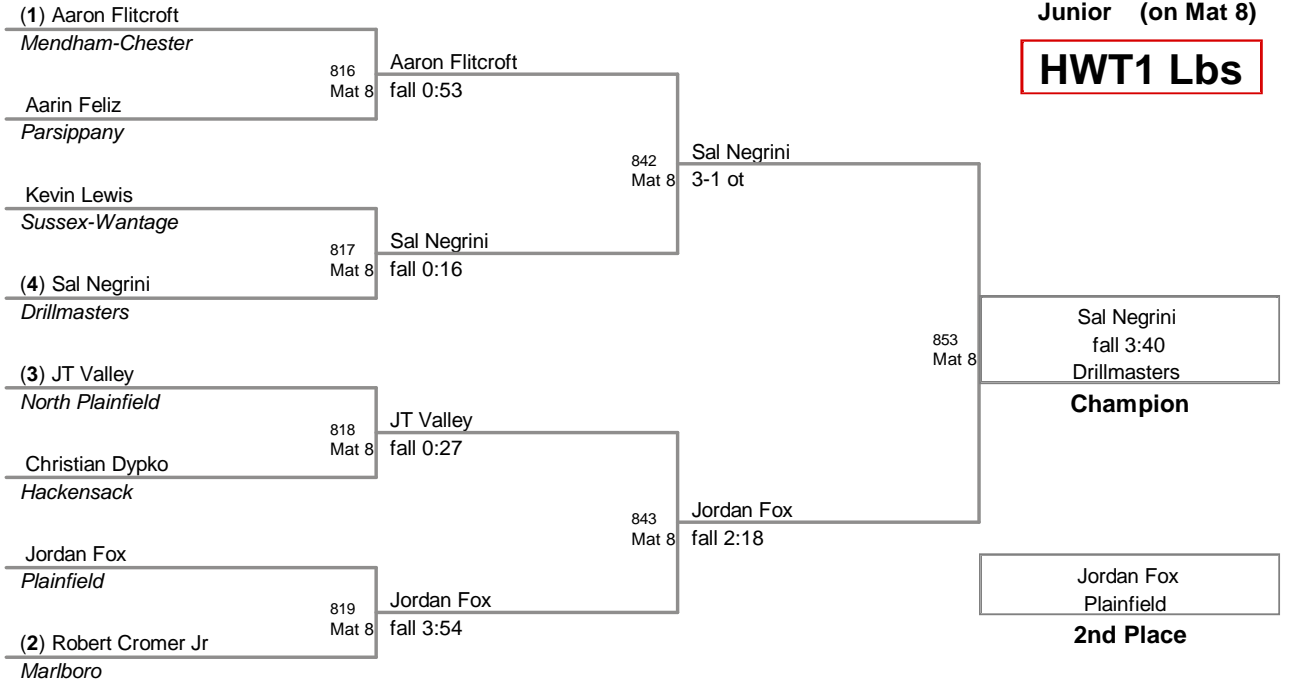 (1) Aaron Flitcroft
Mendham-Chester
816
Mat 8
Aaron Flitcroft
fall 0:53
Aarin Feliz
Parsippany
842
Mat 8
Sal Negrini
3-1 ot
Kevin Lewis
Sussex-Wantage
817
Mat 8
Sal Negrini
fall 0:16
(4) Sal Negrini
Drillmasters
853
Mat 8
(3) JT Valley
North Plainfield
818
Mat 8
JT Valley
fall 0:27
Christian Dypko
Hackensack
843
Mat 8
Jordan Fox
fall 2:18
Jordan Fox
Plainfield
819
Mat 8
Jordan Fox
fall 3:54
(2) Robert Cromer Jr
Marlboro
Junior (on Mat 8)
HWT1 Lbs
Sal Negrini
fall 3:40
Drillmasters
Champion
Jordan Fox
Plainfield
2nd Place